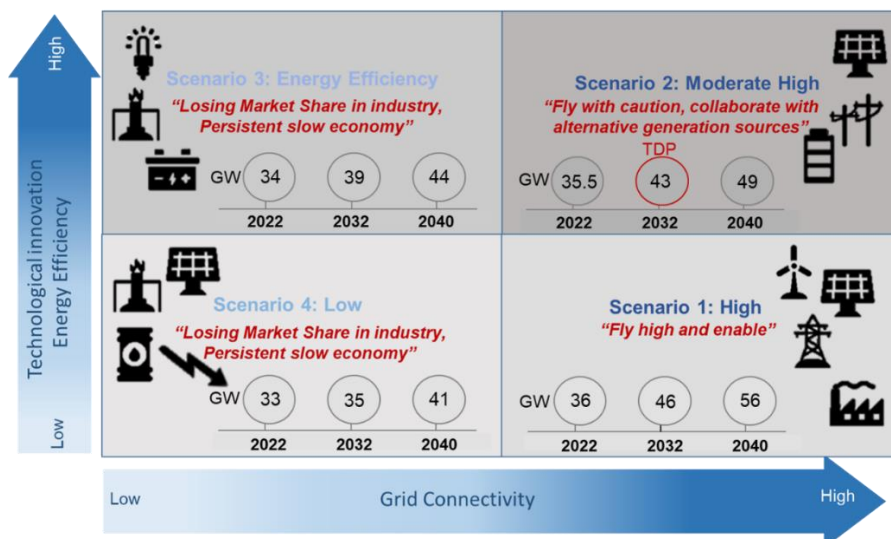 High
Technological innovation
Energy Efficiency
Low
Scenario 3: Energy Efficiency
“Losing Market Share in industry,
Persistent slow economy”
GW 34 39 44
2022 2032 2040
Scenario 2: Moderate High
“Fly with caution, collaborate with
alternative generation sources”
TDP
GW 35.5 43 49
2022 2032 2040
Scenario 4: Low
“Losing Market Share in industry,
Persistent slow economy”
GW 33 35 41
2022 2032 2040
Scenario 1: High
“Fly high and enable”
GW 36 46 56
2022 2032 2040
Low Grid Connectivity High